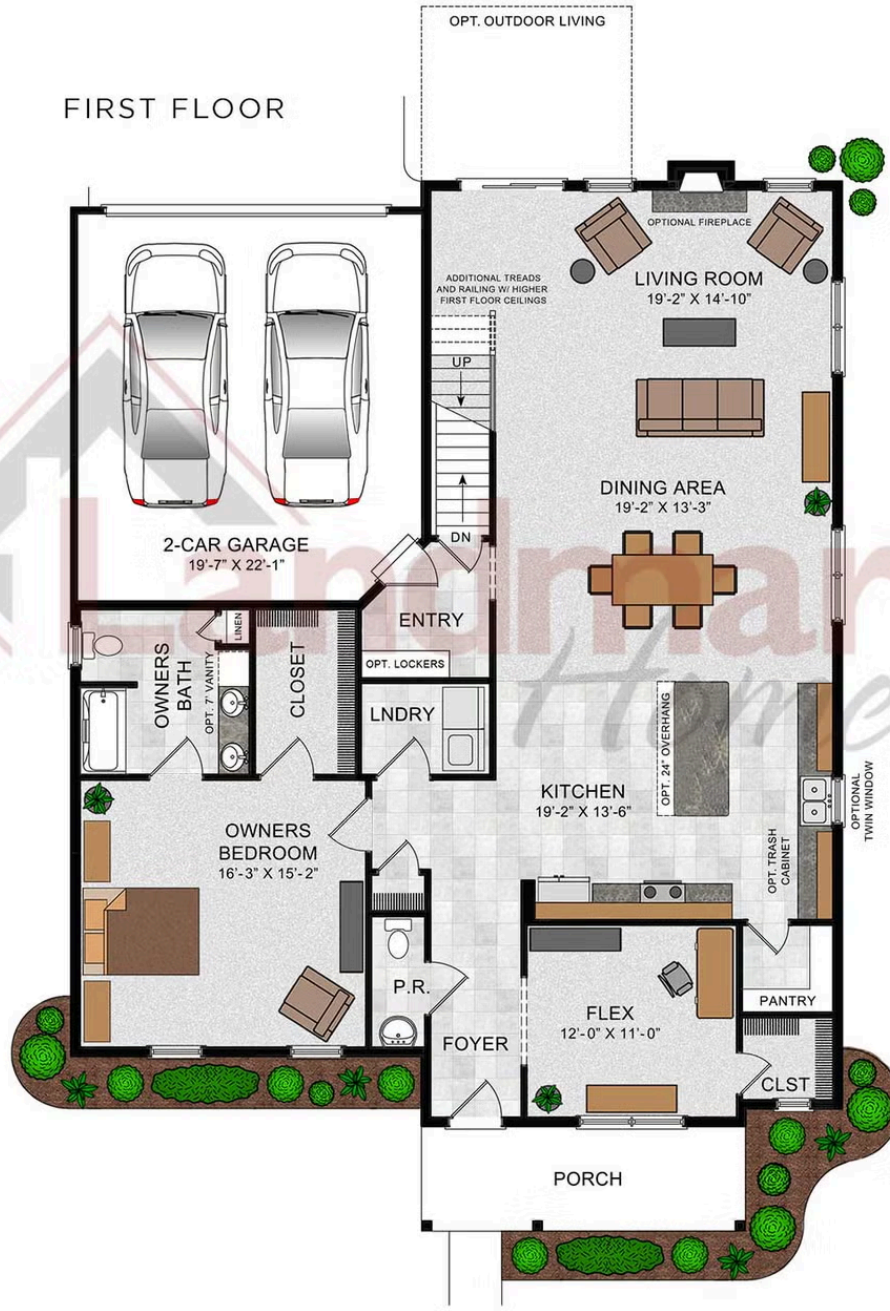 OPT. OUTDOOR LIVING
FIRST FLOOR
OPTIONAL FIREPLACE
ADDITIONAL TREADS
AND RAILING W/ HIGHER
FIRST FLOOR CEILINGS
LIVING ROOM
19'-2" X 14'-10"
UP
DINING AREA
19'-2" X 13'-3"
DN
2-CAR GARAGE
19'-7" X 22'-1"
Landmar
Home
ENTRY
OPT. LOCKERS
LINEN
OWNERS
BATH
OPT. 7' VANITY
CLOSET
LNDRY
OPT. 24" OVERHANG
KITCHEN
19'-2" X 13'-6"
OPTIONAL
TWIN WINDOW
OPT. TRASH
CABINET
OWNERS
BEDROOM
16'-3" X 15'-2"
P.R.
PANTRY
FLEX
12'-0" X 11'-0"
FOYER
CLST
PORCH